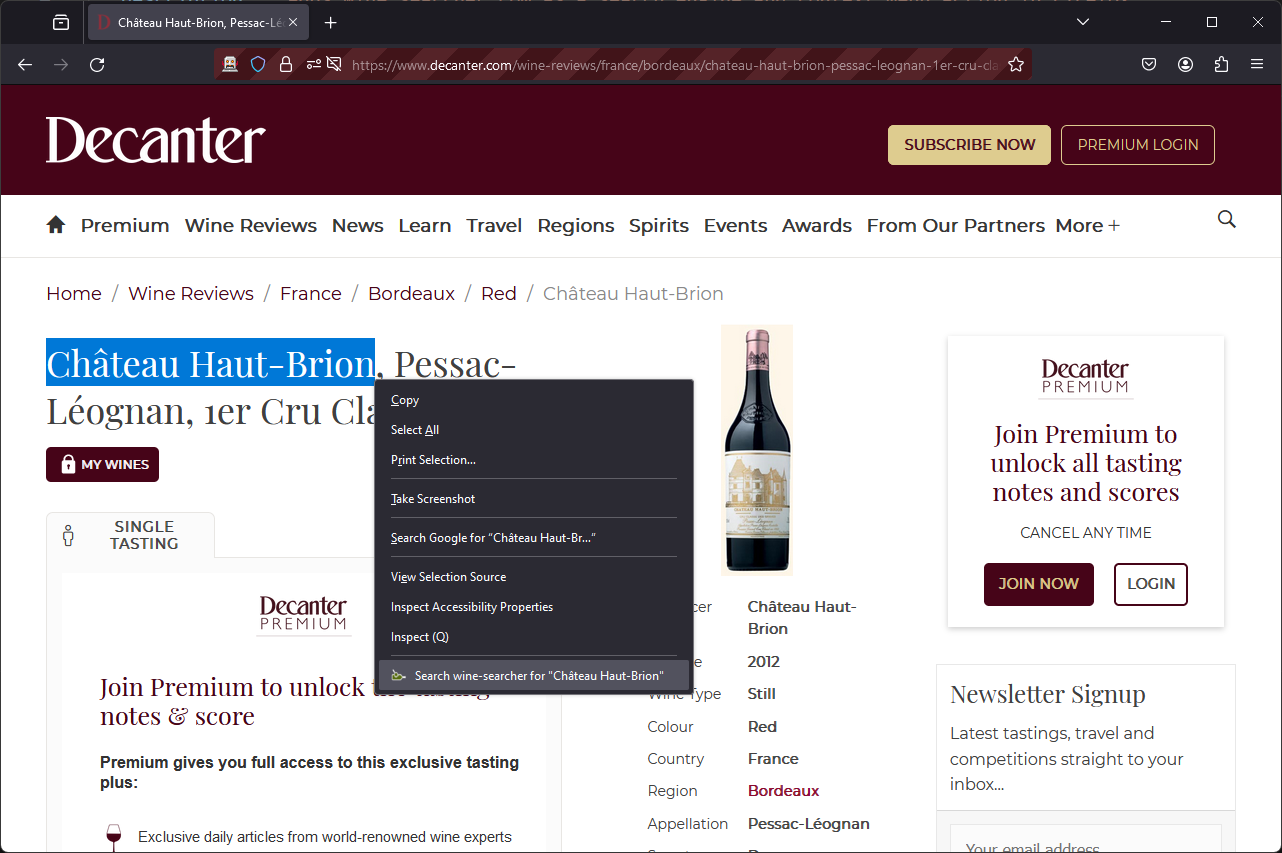 Château Haut-Brion, Pessac-Lé
https://www.decanter.com/wine-reviews/france/bordeaux/chateau-haut-brion-pessac-leognan-1er-cru-cla
Decanter
SUBSCRIBE NOW
PREMIUM LOGIN
Premium Wine Reviews News Learn Travel Regions Spirits Events Awards From Our Partners More +
Home / Wine Reviews / France / Bordeaux / Red / Château Haut-Brion
Château Haut-Brion, Pessac-
Léognan, 1er Cru Cla
MY WINES
SINGLE
TASTING
Decanter
PREMIUM
Join Premium to unlock
notes & score
Premium gives you full access to this exclusive tasting
plus:
Exclusive daily articles from world-renowned wine experts
Copy
Select All
Print Selection...
Take Screenshot
Search Google for “Château Haut-Br...”
View Selection Source
Inspect Accessibility Properties
Inspect (Q)
Search wine-searcher for "Château Haut-Brion"
CHATEAU HAUT-BRION
cer Château Haut-
Brion
e 2012
Wine Type Still
Colour Red
Country France
Region Bordeaux
Appellation Pessac-Léognan
Decanter
PREMIUM
Join Premium to
unlock all tasting
notes and scores
CANCEL ANY TIME
JOIN NOW
LOGIN
Newsletter Signup
Latest tastings, travel and
competitions straight to your
inbox...
Your email address